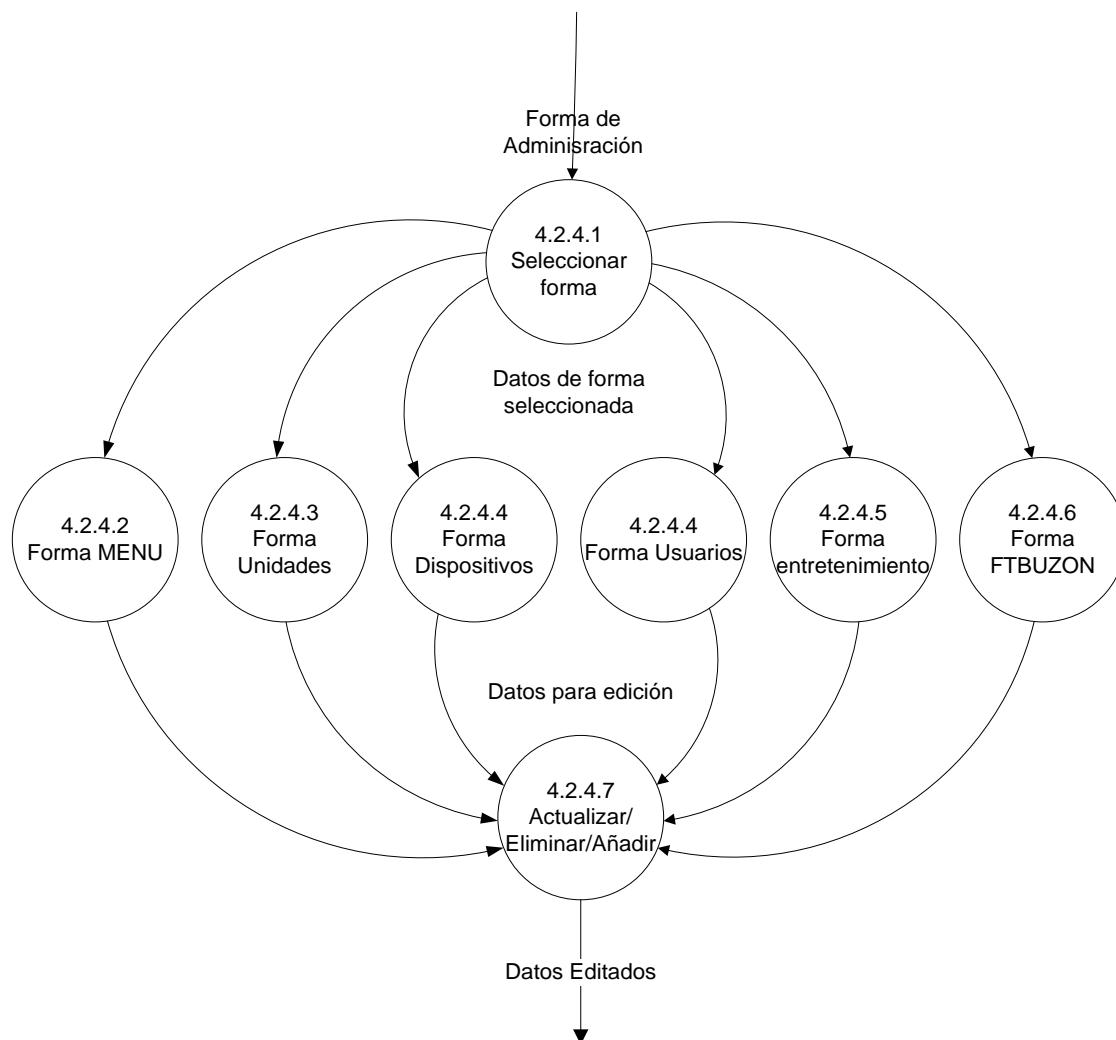 Forma de
Adminisración
4.2.4.1
Seleccionar
forma
Datos de forma
seleccionada
4.2.4.2
Forma MENU
4.2.4.3
Forma
Unidades
4.2.4.4
Forma
Dispositivos
4.2.4.4
Forma Usuarios
4.2.4.5
Forma
entretenimiento
4.2.4.6
Forma
FTBUZON
Datos para edición
4.2.4.7
Actualizar/
Eliminar/Añadir
Datos Editados